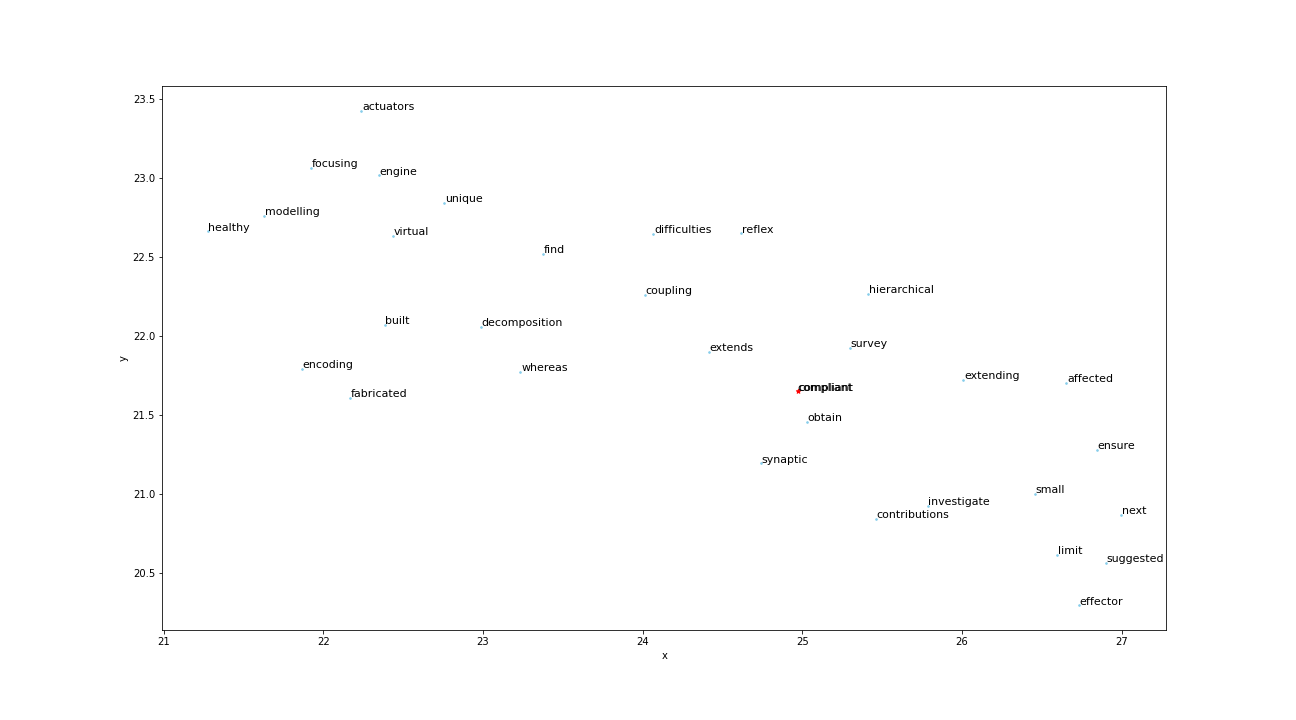 23.5
actuators
focusing
engine
23.0
unique
modelling
healthy
virtual
difficulties
reflex
find
22.5
coupling
hierarchical
built
decomposition
22.0
extends
survey
y
encoding
whereas
extending
affected
compliant
fabricated
21.5
obtain
ensure
synaptic
21.0
small
investigate
contributions
next
limit
suggested
20.5
effector
21 22 23 24 25 26 27
x